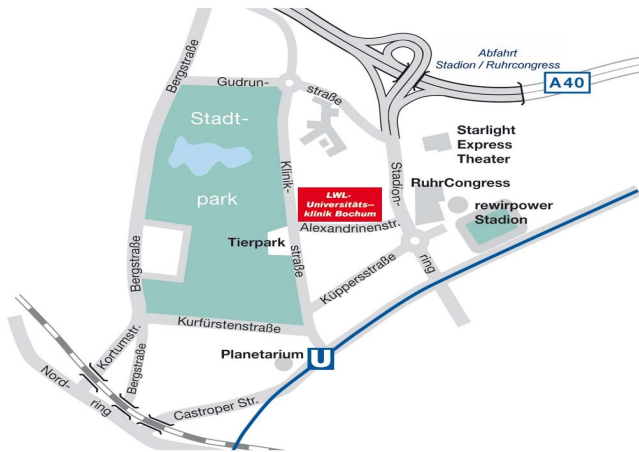 Abfahrt
Stadion / Ruhrcongress
A40
Bergstraße
Gudrun-
straße
Stadt-
park
Klinik-
straße
Stadion-
ring
Starlight
Express
Theater
RuhrCongress
rewirpower
Stadion
LWL-
Universitäts--
klinik Bochum
Alexandrinenstr.
Tierpark
Bergstraße
Küppersstraße
Kurfürstenstraße
Kortumstr.
Bergstraße
Planetarium
U
Nord-
ring
Castroper Str.